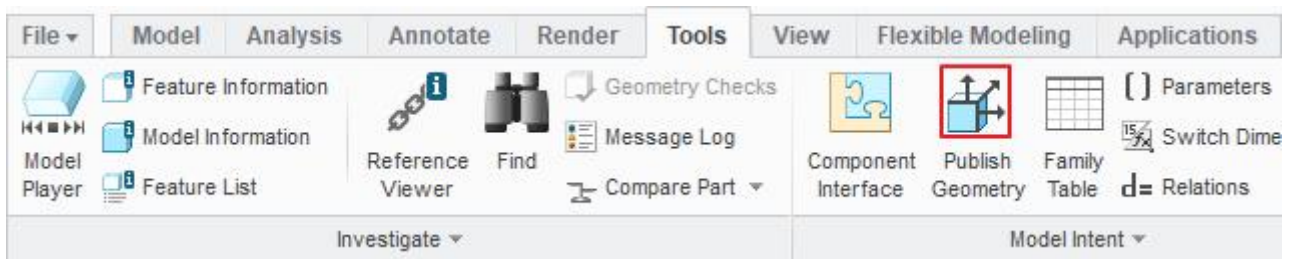 File Model Analysis Annotate Render Tools View Flexible Modeling Applications
Feature Information
Model Information
Feature List
Model
Player
Reference
Viewer
Find
Geometry Checks
Message Log
Compare Part
Investigate
Component
Interface
Publish
Geometry
Family
Table
Parameters
Switch Dime
d= Relations
Model Intent